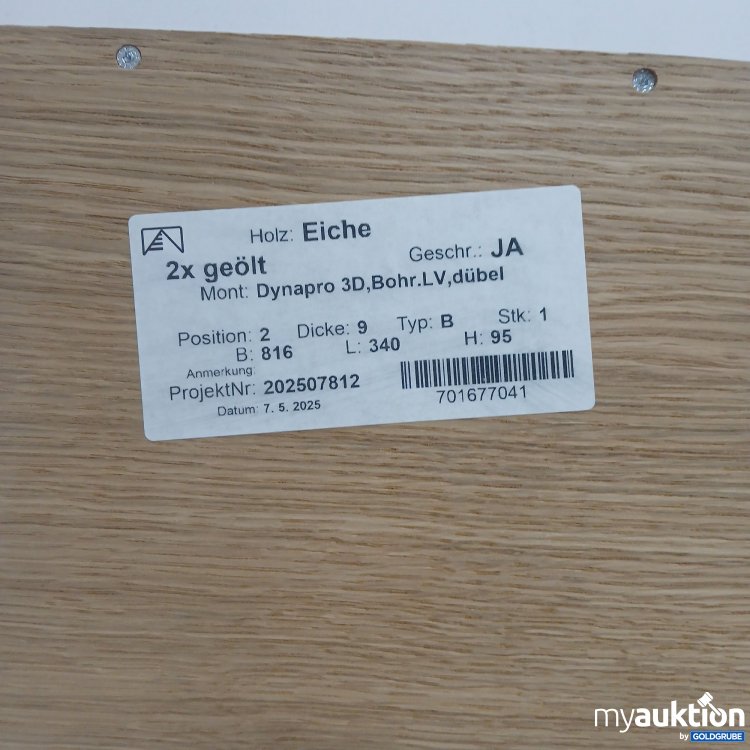 Holz: Eiche
2x geölt Geschr.: JA
Mont: Dynapro 3D,Bohr.LV,dübel
Position: 2 Dicke: 9 Typ: B Stk: 1
B: 816 L: 340 H: 95
Anmerkung:
ProjektNr: 202507812
701677041
Datum: 7. 5. 2025
myauktion
by GOLDGRUBE